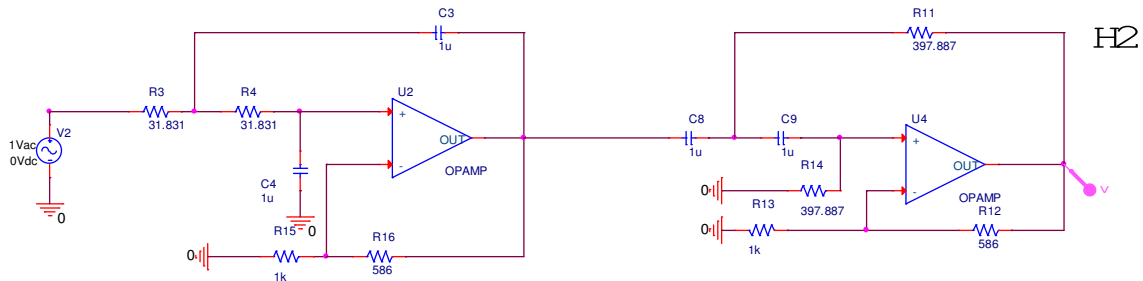 C3
1u
R11
397.887
H2
R3
31.831
R4
31.831
U2
+
-
OUT
OPAMP
V2
1Vac
0Vdc
0
C4
1u
0
R15
1k
0
R16
586
C8
1u
C9
1u
U4
+
-
OUT
OPAMP
R14
397.887
0
R13
1k
0
R12
586
V